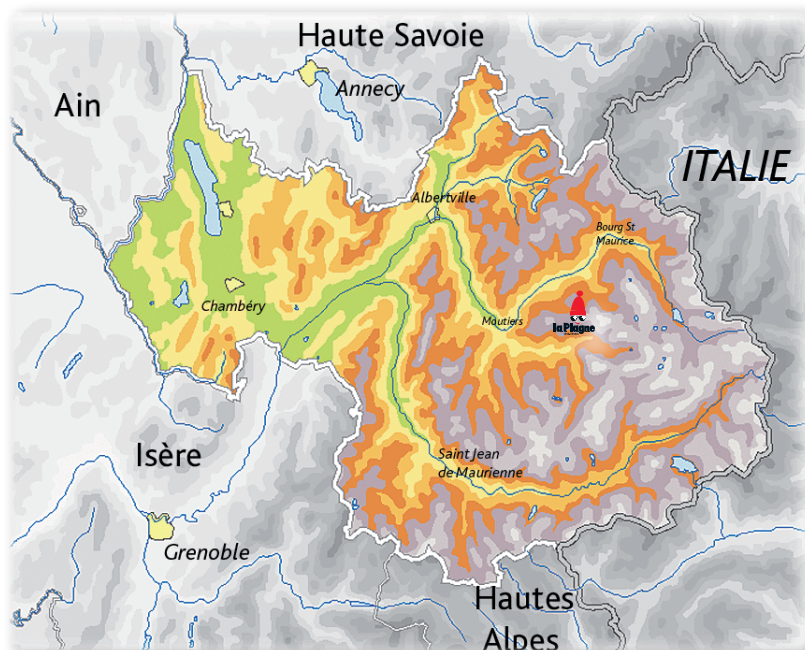 Haute Savoie
Annecy
Ain
ITALIE
Albertville
Bourg St
Maurice
Chambéry
Moutiers
la Plagne
Saint Jean
de Maurienne
Isère
Grenoble
Hautes
Alpes